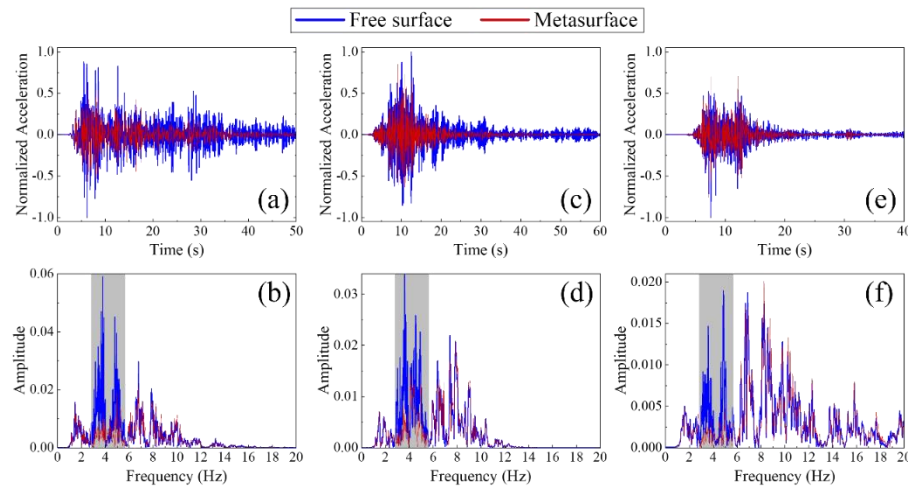 Free surface Metasurface
Normalized Acceleration
1.0
0.5
0.0
-0.5
-1.0
(a)
0 10 20 30 40 50
Time (s)
Normalized Acceleration
1.0
0.5
0.0
-0.5
-1.0
(c)
0 10 20 30 40 50 60
Time (s)
Normalized Acceleration
1.0
0.5
0.0
-0.5
-1.0
(e)
0 10 20 30 40
Time (s)
Amplitude
0.06
0.04
0.02
0.00
(b)
0 2 4 6 8 10 12 14 16 18 20
Frequency (Hz)
Amplitude
0.03
0.02
0.01
0.00
(d)
0 2 4 6 8 10 12 14 16 18 20
Frequency (Hz)
Amplitude
0.020
0.015
0.010
0.005
0.000
(f)
0 2 4 6 8 10 12 14 16 18 20
Frequency (Hz)